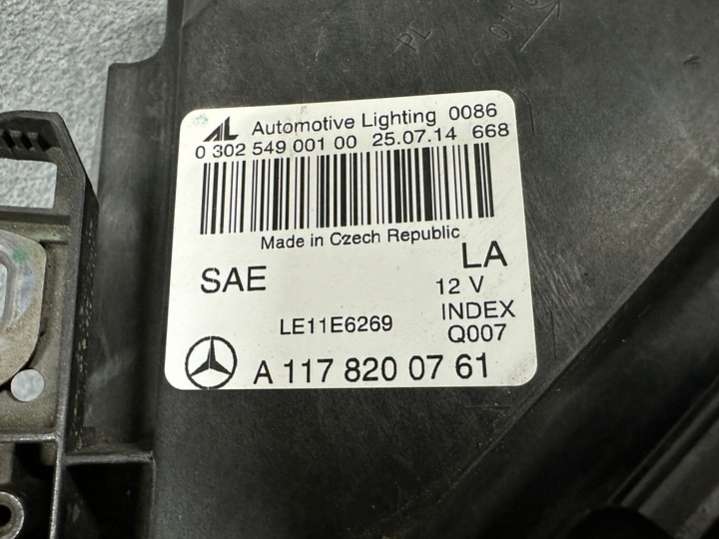 AL Automotive Lighting 0086
0 302 549 001 00 25.07.14 668
Made in Czech Republic
SAE LA
12 V
INDEX
LE11E6269 Q007
A 117 820 07 61